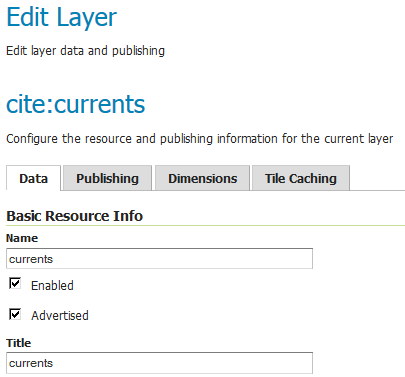 Edit Layer
Edit layer data and publishing
cite:currents
Configure the resource and publishing information for the current layer
Data Publishing Dimensions Tile Caching
Basic Resource Info
Name
currents
Enabled
Advertised
Title
currents